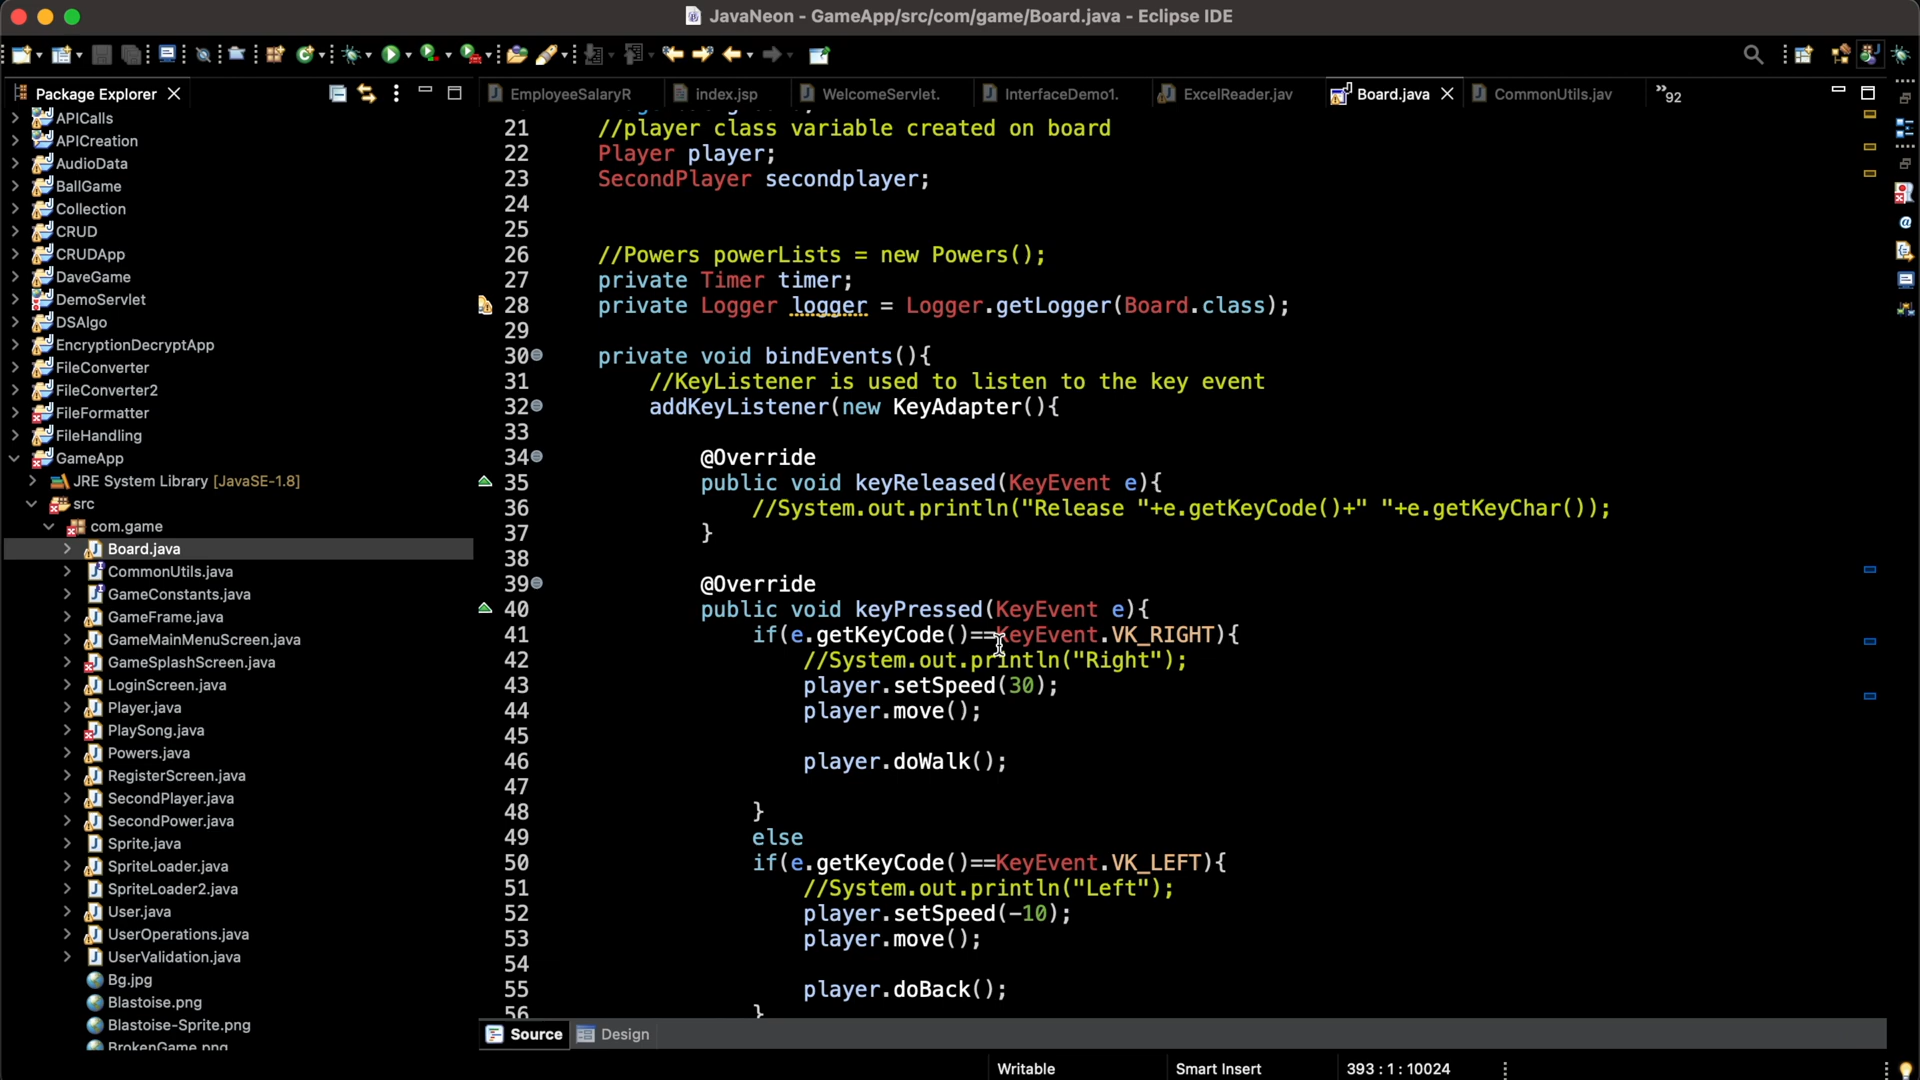 JavaNeon - GameApp/src/com/game/Board.java - Eclipse IDE
Package Explorer
EmployeeSalaryR
index.jsp
WelcomeServlet.
InterfaceDemo1.
ExcelReader.jav
Board.java
CommonUtils.jav
»92
APICalls
APICreation
AudioData
BallGame
Collection
CRUD
CRUDApp
DaveGame
DemoServlet
DSAlgo
EncryptionDecryptApp
FileConverter
FileConverter2
FileFormatter
FileHandling
GameApp
JRE System Library [JavaSE-1.8]
src
com.game
Board.java
CommonUtils.java
GameConstants.java
GameFrame.java
GameMainMenuScreen.java
GameSplashScreen.java
LoginScreen.java
Player.java
PlaySong.java
Powers.java
RegisterScreen.java
SecondPlayer.java
SecondPower.java
Sprite.java
SpriteLoader.java
SpriteLoader2.java
User.java
UserOperations.java
UserValidation.java
Bg.jpg
Blastoise.png
Blastoise-Sprite.png
BrokenGame.png
21 //player class variable created on board
22 Player player;
23 SecondPlayer secondplayer;
24
25
26 //Powers powerLists = new Powers();
27 private Timer timer;
28 private Logger logger = Logger.getLogger(Board.class);
29
30 private void bindEvents(){
31 //KeyListener is used to listen to the key event
32 addKeyListener(new KeyAdapter(){
33
34 @Override
35 public void keyReleased(KeyEvent e){
36 //System.out.println("Release "+e.getKeyCode()+" "+e.getKeyChar());
37 }
38
39 @Override
40 public void keyPressed(KeyEvent e){
41 if(e.getKeyCode()==KeyEvent.VK_RIGHT){
42 //System.out.println("Right");
43 player.setSpeed(30);
44 player.move();
45
46 player.doWalk();
47
48 }
49 else
50 if(e.getKeyCode()==KeyEvent.VK_LEFT){
51 //System.out.println("Left");
52 player.setSpeed(-10);
53 player.move();
54
55 player.doBack();
56 }
Source
Design
Writable
Smart Insert
393 : 1 : 10024